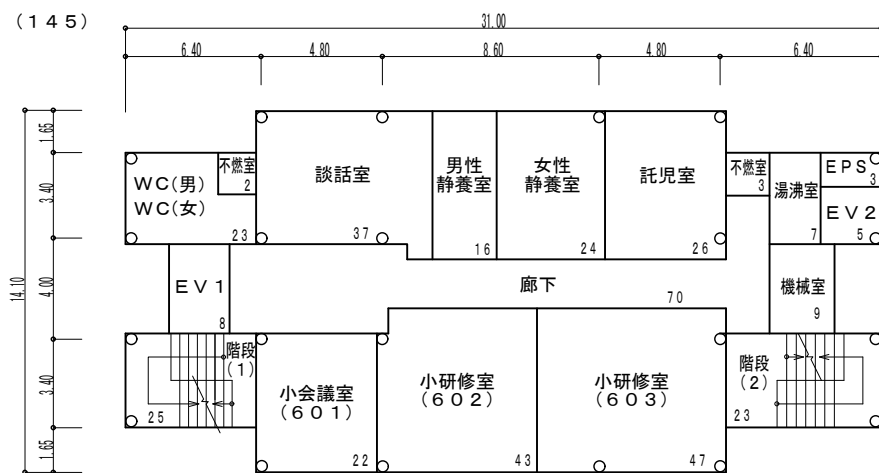 (145)
31.00
6.40 4.80 8.60 4.80 6.40
14.10
1.65
3.40
4.00
3.40
1.65
WC(男)
WC(女)
23
不燃室
2
談話室
37
男性
静養室
16
女性
静養室
24
託児室
26
不燃室
3
湯沸室
7
EPS
3
EV2
5
EV1
8
廊下
70
機械室
9
階段
(1)
25
小会議室
(601)
22
小研修室
(602)
43
小研修室
(603)
47
階段
(2)
23